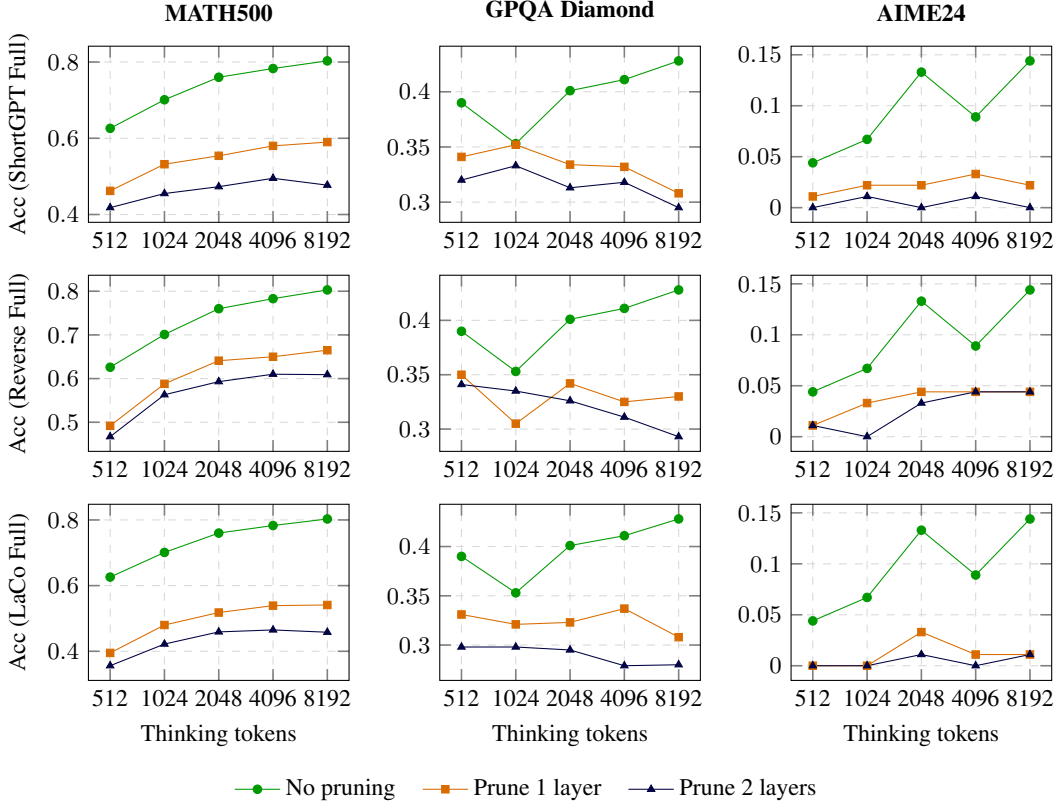 MATH500 GPQA Diamond AIME24
Acc (ShortGPT Full)
0.8
0.6
0.4
512 1024 2048 4096 8192
0.4
0.35
0.3
512 1024 2048 4096 8192
0.15
0.1
0.05
0
512 1024 2048 4096 8192
Acc (Reverse Full)
0.8
0.7
0.6
0.5
512 1024 2048 4096 8192
0.4
0.35
0.3
512 1024 2048 4096 8192
0.15
0.1
0.05
0
512 1024 2048 4096 8192
Acc (LaCo Full)
0.8
0.6
0.4
512 1024 2048 4096 8192
Thinking tokens
0.4
0.35
0.3
512 1024 2048 4096 8192
Thinking tokens
0.15
0.1
0.05
0
512 1024 2048 4096 8192
Thinking tokens
No pruning Prune 1 layer Prune 2 layers